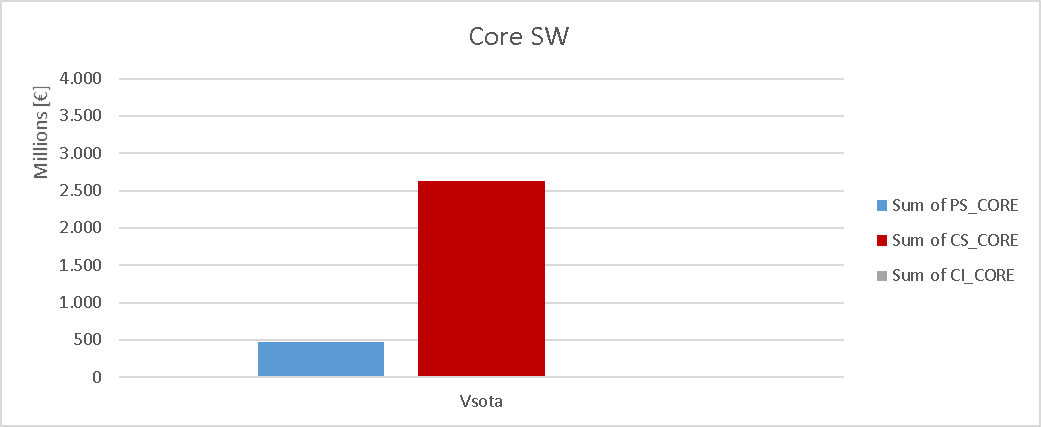 Core SW
Millions [€]
4.000
3.500
3.000
2.500
2.000
1.500
1.000
500
0
Vsota
Sum of PS_CORE
Sum of CS_CORE
Sum of CI_CORE